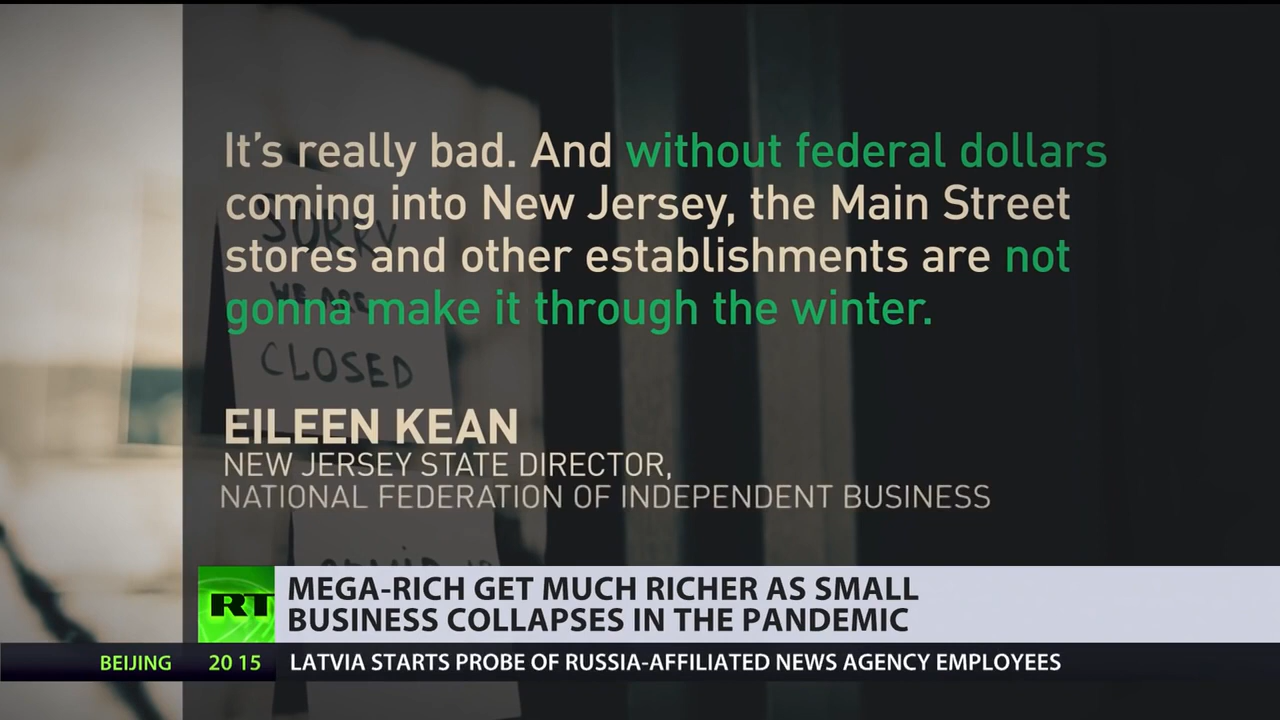 It's really bad. And without federal dollars
coming into New Jersey, the Main Street
stores and other establishments are not
gonna make it through the winter.
SORRY
WE ARE
CLOSED
EILEEN KEAN
NEW JERSEY STATE DIRECTOR,
NATIONAL FEDERATION OF INDEPENDENT BUSINESS
RT
MEGA-RICH GET MUCH RICHER AS SMALL
BUSINESS COLLAPSES IN THE PANDEMIC
BEIJING 20 15 LATVIA STARTS PROBE OF RUSSIA-AFFILIATED NEWS AGENCY EMPLOYEES